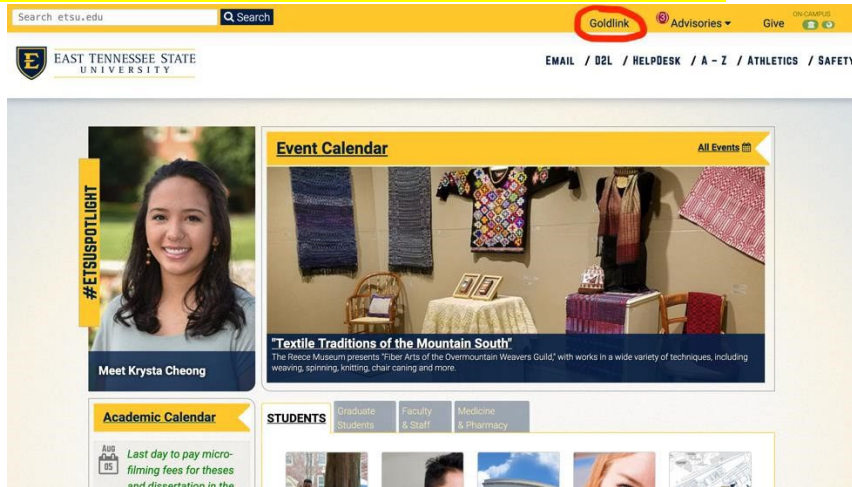 Search etsu.edu
Search
Goldlink
(3) Advisories
Give
ON-CAMPUS
E
EAST TENNESSEE STATE
UNIVERSITY
EMAIL / D2L / HELPDESK / A - Z / ATHLETICS / SAFETY
#ETSUSPOTLIGHT
Meet Krysta Cheong
Event Calendar
All Events
"Textile Traditions of the Mountain South"
The Reece Museum presents "Fiber Arts of the Overmountain Weavers Guild," with works in a wide variety of techniques, including
weaving, spinning, knitting, chair caning and more.
Academic Calendar
AUG
05
Last day to pay micro-
filming fees for theses
and dissertation in the
STUDENTS
Graduate
Students
Faculty
& Staff
Medicine
& Pharmacy